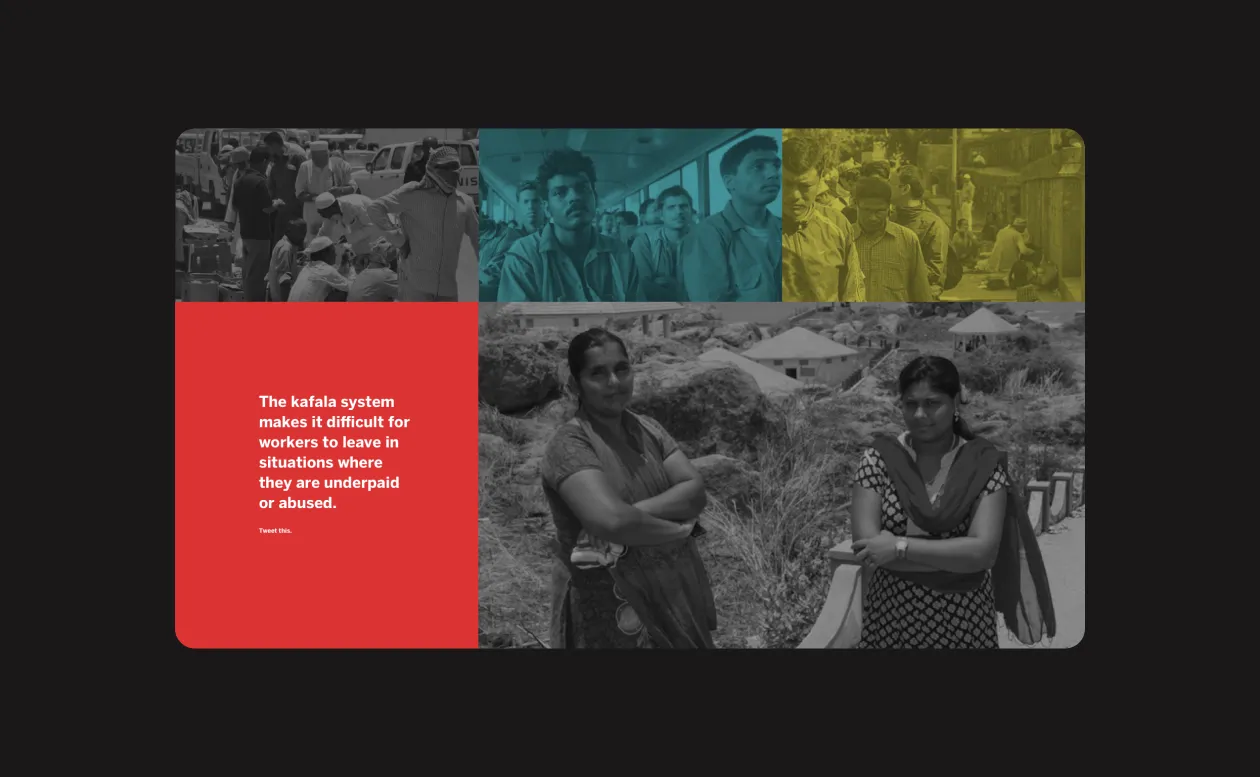 NIS
The kafala system
makes it difficult for
workers to leave in
situations where
they are underpaid
or abused.
Tweet this.